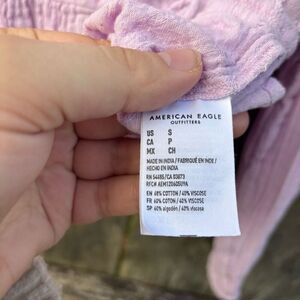 AMERICAN EAGLE
OUTFITTERS
US S
CA P
MX CH
MADE IN INDIA / FABRIQUÉ EN INDE /
HECHO EN INDIA
RN 54485/CA 03873
EN 60% COTTON / 40% VISCOSE
FR 60% COTON / 40% VISCOSE
SP 60% algodón / 40% viscosa